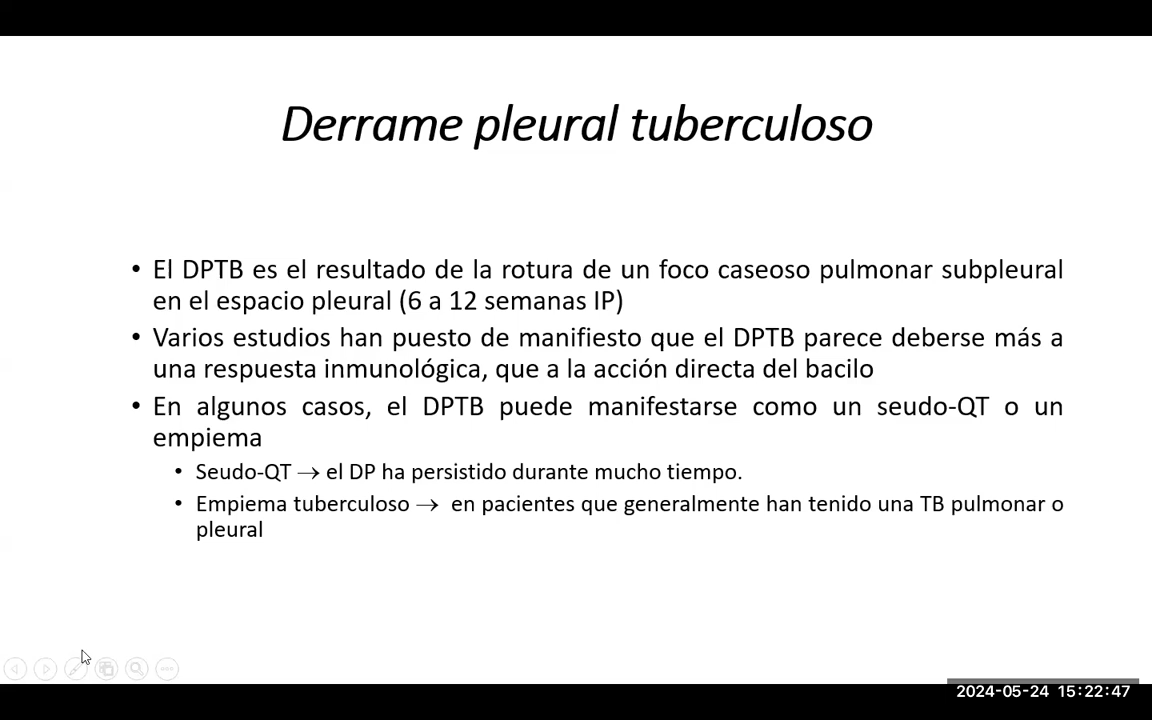 Derrame pleural tuberculoso
• El DPTB es el resultado de la rotura de un foco caseoso pulmonar subpleural
en el espacio pleural (6 a 12 semanas IP)
• Varios estudios han puesto de manifiesto que el DPTB parece deberse más a
una respuesta inmunológica, que a la acción directa del bacilo
• En algunos casos, el DPTB puede manifestarse como un seudo-QT o un
empiema
• Seudo-QT → el DP ha persistido durante mucho tiempo.
• Empiema tuberculoso → en pacientes que generalmente han tenido una TB pulmonar o
pleural
2024-05-24 15:22:47